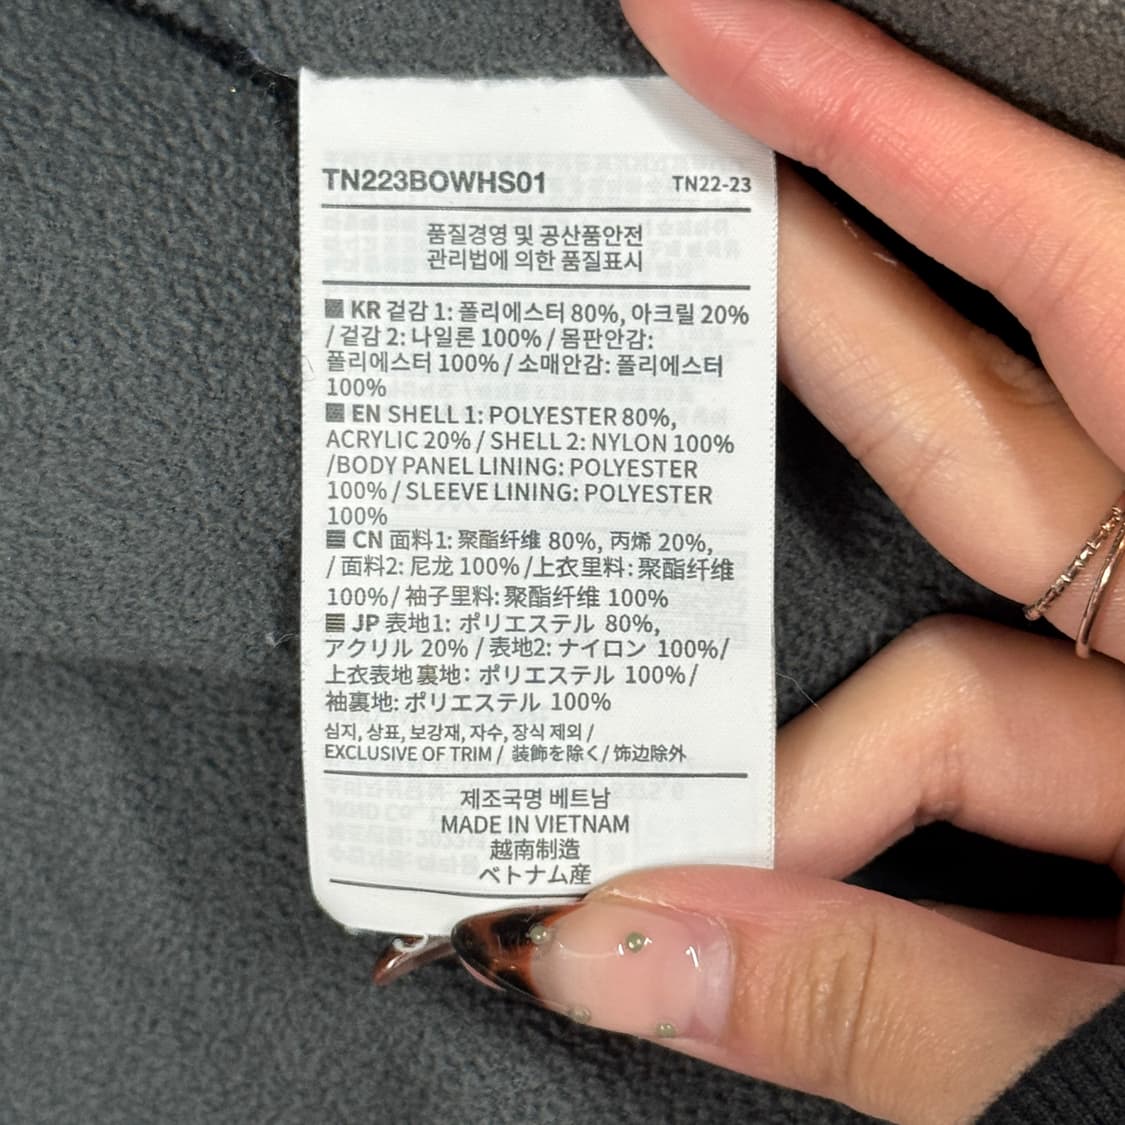 TN223BOWHS01 TN22-23
품질경영 및 공산품안전
관리법에 의한 품질표시
KR 겉감 1: 폴리에스터 80%, 아크릴 20%
/ 겉감 2: 나일론 100% / 몸판안감:
폴리에스터 100% / 소매안감: 폴리에스터
100%
EN SHELL 1: POLYESTER 80%,
ACRYLIC 20% / SHELL 2: NYLON 100%
/BODY PANEL LINING: POLYESTER
100% / SLEEVE LINING: POLYESTER
100%
CN 面料1: 聚酯纤维 80%, 丙烯 20%,
/ 面料2: 尼龙 100% /上衣里料: 聚酯纤维
100%/ 袖子里料: 聚酯纤维 100%
JP 表地1: ポリエステル 80%,
アクリル 20% / 表地2: ナイロン 100%/
上衣表地 裏地: ポリエステル 100%/
袖裏地: ポリエステル 100%
심지, 상표, 보강재, 자수, 장식 제외 /
EXCLUSIVE OF TRIM / 装飾を除く/ 饰边除外
제조국명 베트남
MADE IN VIETNAM
越南制造
ベトナム産